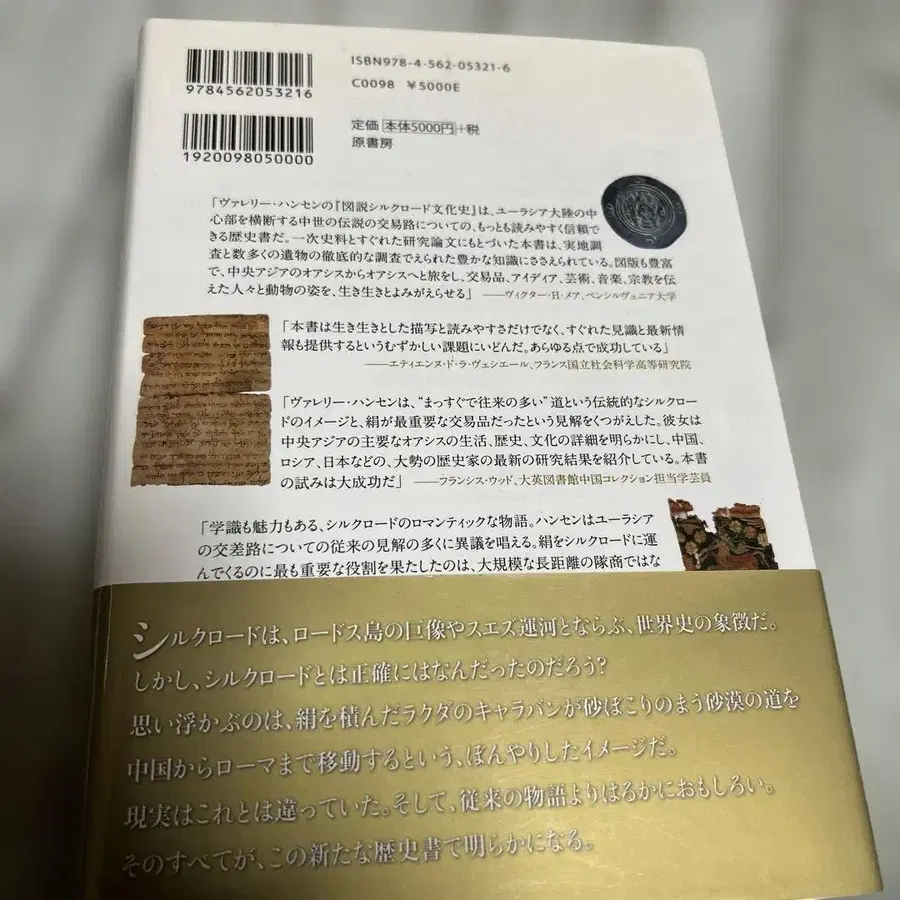 ISBN978-4-562-05321-6
C0098 ¥5000E
9784562053216
定価 本体5000円+税
原書房
1920098050000
「ヴァレリー・ハンセンの『図説シルクロード文化史』は、ユーラシア大陸の中
心部を横断する中世の伝説の交易路についての、もっとも読みやすく信頼で
きる歴史書だ。一次史料とすぐれた研究論文にもとづいた本書は、実地調
査と数多くの遺物の徹底的な調査でえられた豊かな知識にささえられている。図版も豊富
で、中央アジアのオアシスからオアシスへと旅をし、交易品、アイディア、芸術、音楽、宗教を伝え
た人々と動物の姿を、生き生きとよみがえらせる」 ――ヴィクター・H・メア、ペンシルヴェニア大学
「本書は生き生きとした描写と読みやすさだけでなく、すぐれた見識と最新情
報も提供するというむずかしい課題にいどんだ。あらゆる点で成功している」
――エティエンヌ・ド・ラ・ヴェシエール、フランス国立社会科学高等研究院
「ヴァレリー・ハンセンは、“まっすぐで往来の多い”道という伝統的なシルクロー
ドのイメージと、絹が最重要な交易品だったという見解をくつがえした。彼女は
中央アジアの主要なオアシスの生活、歴史、文化の詳細を明らかにし、中国、
ロシア、日本などの、大勢の歴史家の最新の研究結果を紹介している。本書
の試みは大成功だ」 ――フランシス・ウッド、大英図書館中国コレクション担当学芸員
「学識も魅力もある、シルクロードのロマンティックな物語。ハンセンはユーラシア
の交差路についての従来の見解の多くに異議を唱える。絹をシルクロードに運
んでくるのに最も重要な役割を果たしたのは、大規模な長距離の隊商ではな
シルクロードは、ロードス島の巨像やスエズ運河とならぶ、世界史の象徴だ。
しかし、シルクロードとは正確にはなんだったのだろう?
思い浮かぶのは、絹を積んだラクダのキャラバンが砂ぼこりのまう砂漠の道を
中国からローマまで移動するという、ぼんやりしたイメージだ。
現実はこれとは違っていた。そして、従来の物語よりはるかにおもしろい。
そのすべてが、この新たな歴史書で明らかになる。